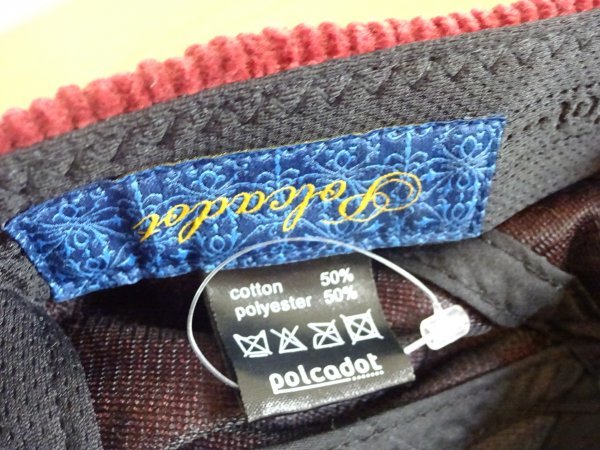 Polcadot
cotton 50%
polyester 50%
polcadot